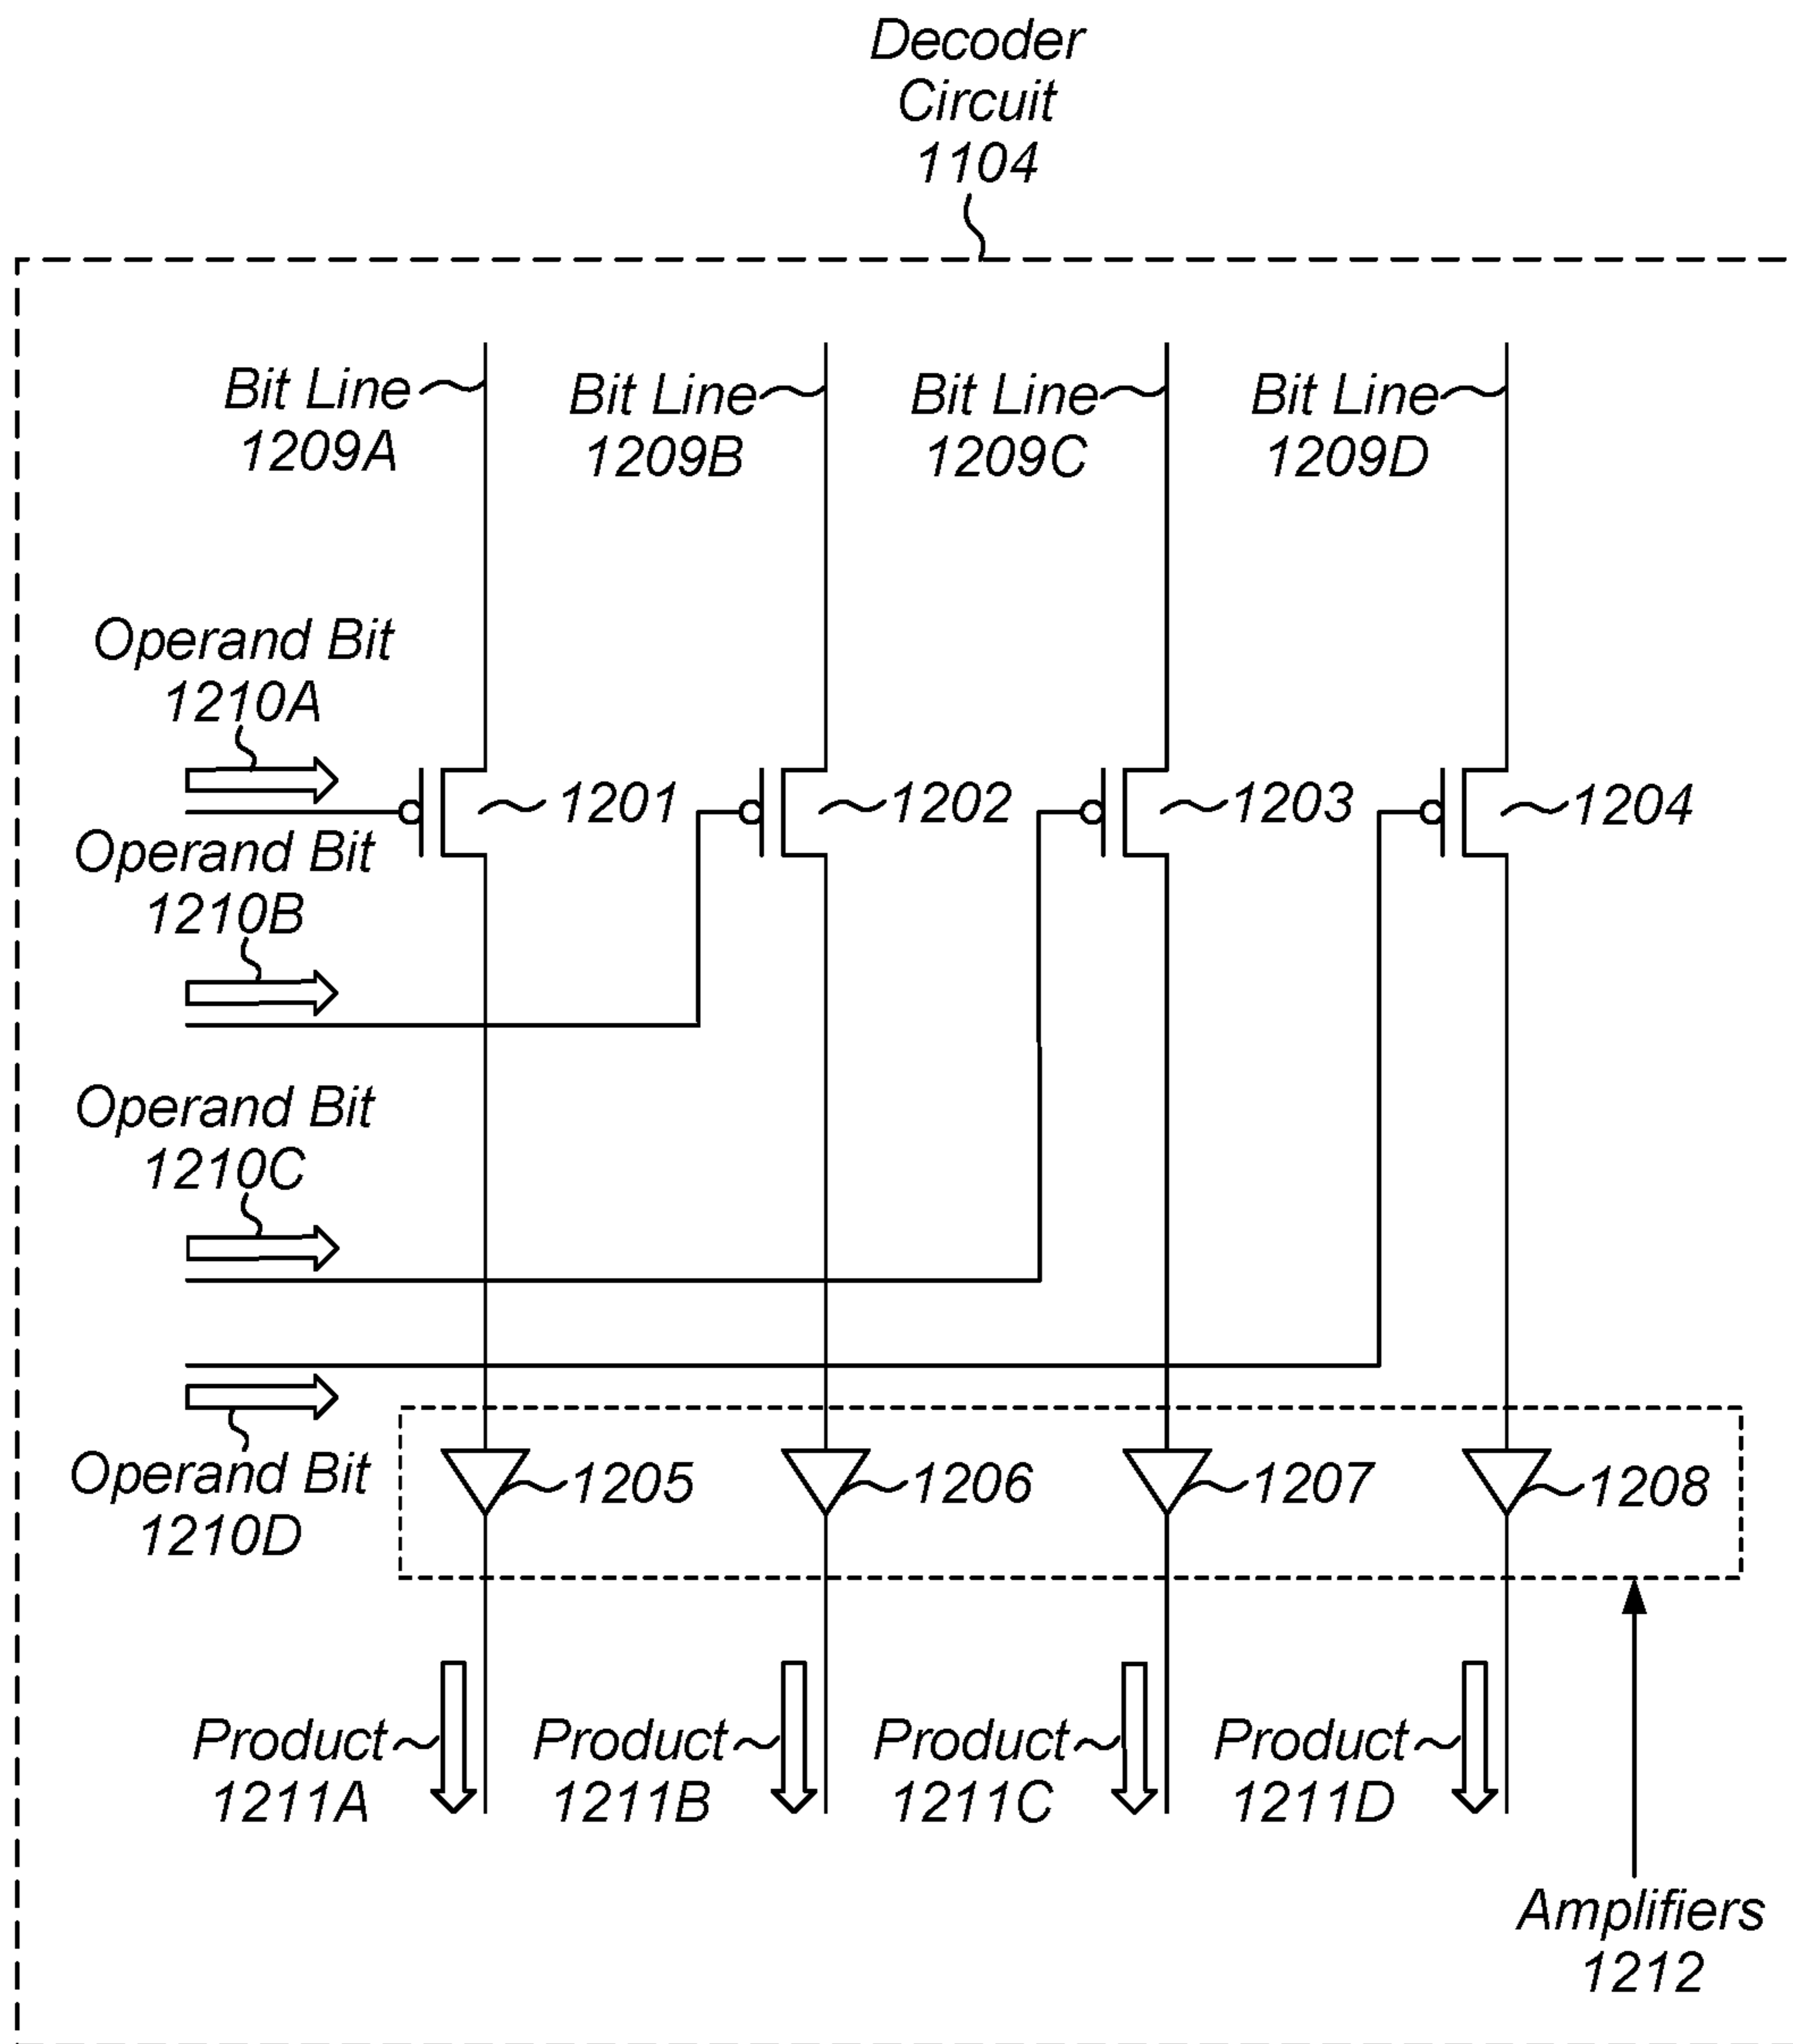 Decoder
Circuit
1104
Bit Line
1209A
Bit Line
1209B
Bit Line
1209C
Bit Line
1209D
Operand Bit
1210A
1201
1202
1203
1204
Operand Bit
1210B
Operand Bit
1210C
Operand Bit
1210D
1205
1206
1207
1208
Product
1211A
Product
1211B
Product
1211C
Product
1211D
Amplifiers
1212